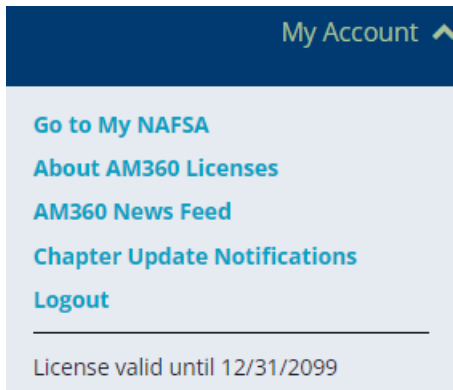 My Account
Go to My NAFSA
About AM360 Licenses
AM360 News Feed
Chapter Update Notifications
Logout
License valid until 12/31/2099